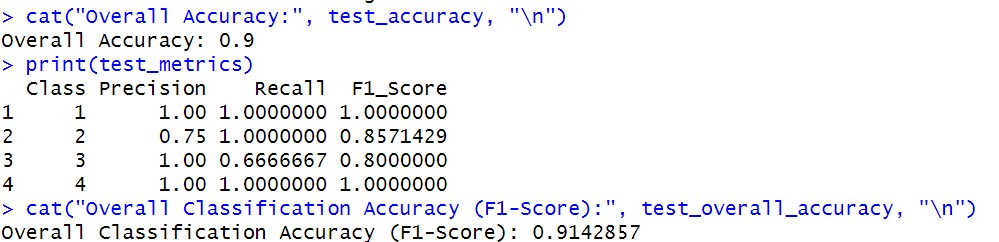 > cat("Overall Accuracy:", test_accuracy, "\n")
Overall Accuracy: 0.9
> print(test_metrics)
  Class Precision    Recall  F1_Score
1     1      1.00 1.0000000 1.0000000
2     2      0.75 1.0000000 0.8571429
3     3      1.00 0.6666667 0.8000000
4     4      1.00 1.0000000 1.0000000
> cat("Overall Classification Accuracy (F1-Score):", test_overall_accuracy, "\n")
Overall Classification Accuracy (F1-Score): 0.9142857